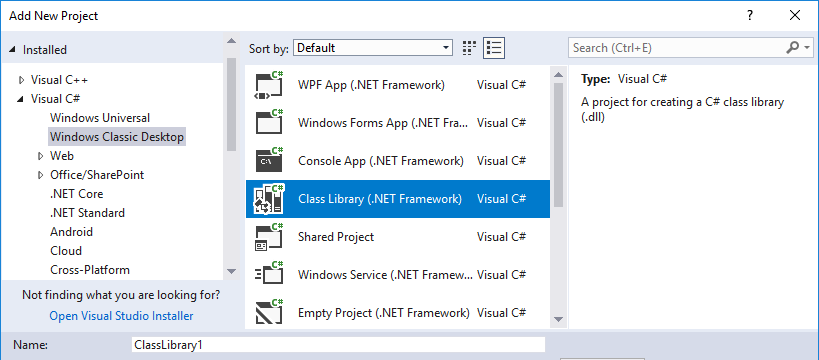 Add New Project
?
Installed
Sort by: Default
Search (Ctrl+E)
Visual C++
Visual C#
Windows Universal
Windows Classic Desktop
Web
Office/SharePoint
.NET Core
.NET Standard
Android
Cloud
Cross-Platform
Not finding what you are looking for?
Open Visual Studio Installer
C# WPF App (.NET Framework) Visual C#
C# Windows Forms App (.NET Fra... Visual C#
C# C:\ Console App (.NET Framework) Visual C#
C# Class Library (.NET Framework) Visual C#
C# Shared Project Visual C#
C# Windows Service (.NET Framew... Visual C#
C# Empty Project (.NET Framework) Visual C#
Type: Visual C#
A project for creating a C# class library
(.dll)
Name: ClassLibrary1